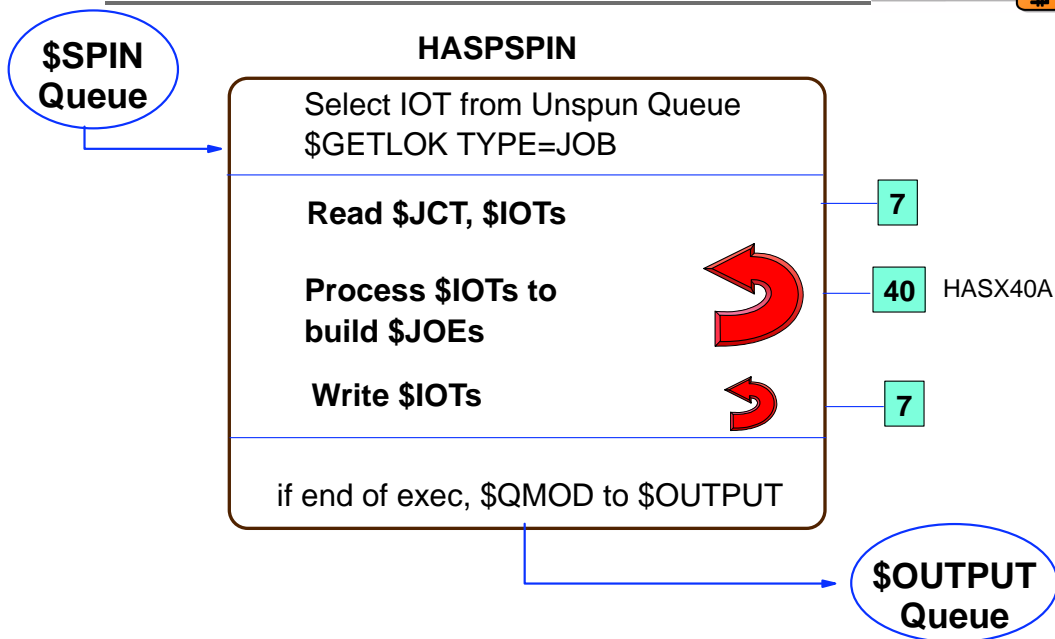 $SPIN
Queue
HASPSPIN
Select IOT from Unspun Queue
$GETLOK TYPE=JOB
Read $JCT, $IOTs
7
Process $IOTs to
build $JOEs
40
HASX40A
Write $IOTs
7
if end of exec, $QMOD to $OUTPUT
$OUTPUT
Queue